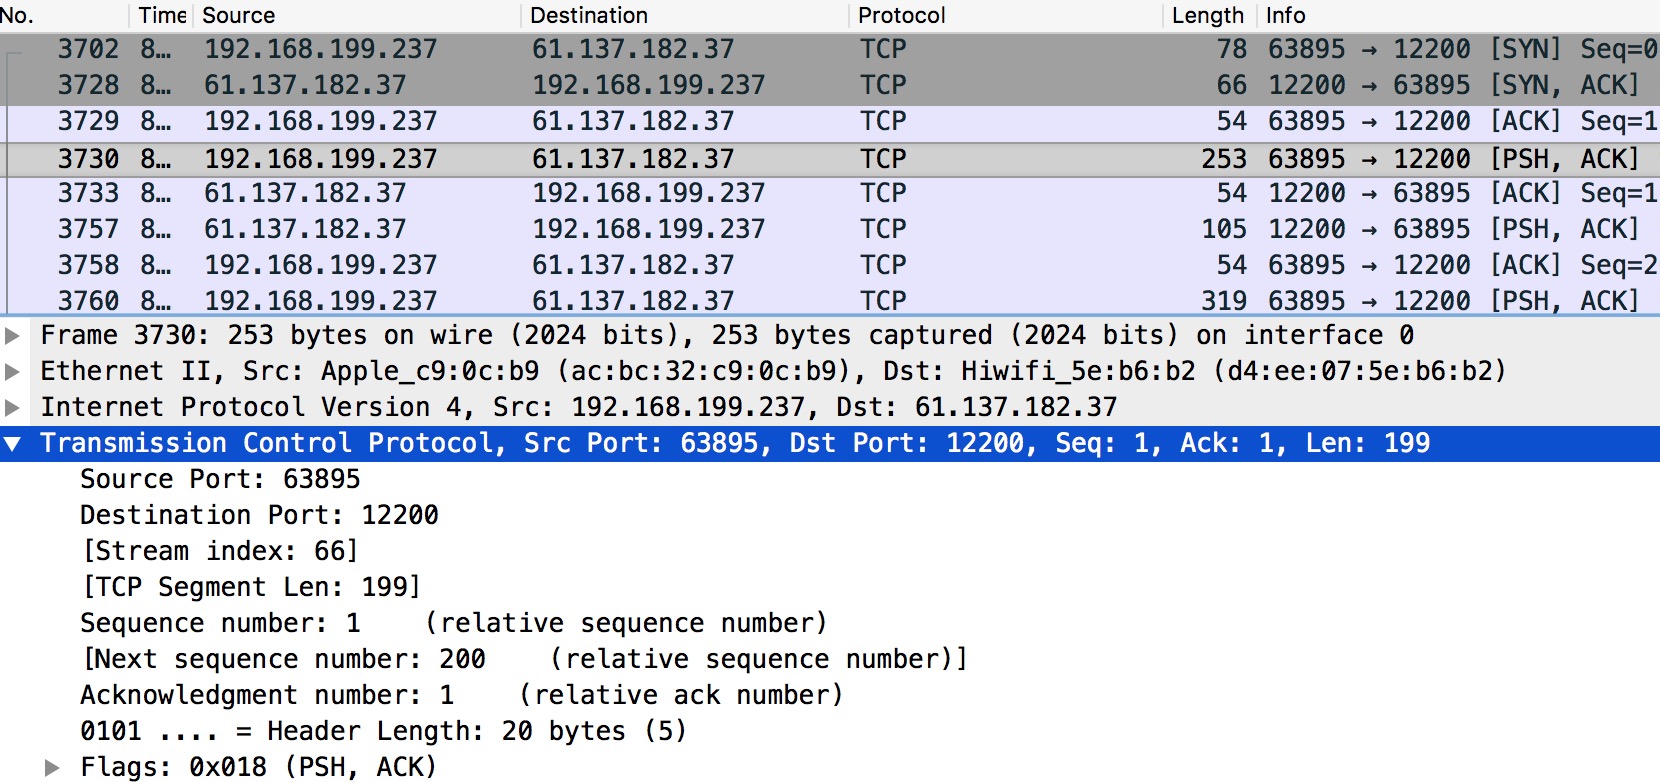 No. Time Source Destination Protocol Length Info
3702 8… 192.168.199.237 61.137.182.37 TCP 78 63895 → 12200 [SYN] Seq=0
3728 8… 61.137.182.37 192.168.199.237 TCP 66 12200 → 63895 [SYN, ACK]
3729 8… 192.168.199.237 61.137.182.37 TCP 54 63895 → 12200 [ACK] Seq=1
3730 8… 192.168.199.237 61.137.182.37 TCP 253 63895 → 12200 [PSH, ACK]
3733 8… 61.137.182.37 192.168.199.237 TCP 54 12200 → 63895 [ACK] Seq=1
3757 8… 61.137.182.37 192.168.199.237 TCP 105 12200 → 63895 [PSH, ACK]
3758 8… 192.168.199.237 61.137.182.37 TCP 54 63895 → 12200 [ACK] Seq=2
3760 8… 192.168.199.237 61.137.182.37 TCP 319 63895 → 12200 [PSH, ACK]
Frame 3730: 253 bytes on wire (2024 bits), 253 bytes captured (2024 bits) on interface 0
Ethernet II, Src: Apple_c9:0c:b9 (ac:bc:32:c9:0c:b9), Dst: Hiwifi_5e:b6:b2 (d4:ee:07:5e:b6:b2)
Internet Protocol Version 4, Src: 192.168.199.237, Dst: 61.137.182.37
Transmission Control Protocol, Src Port: 63895, Dst Port: 12200, Seq: 1, Ack: 1, Len: 199
Source Port: 63895
Destination Port: 12200
[Stream index: 66]
[TCP Segment Len: 199]
Sequence number: 1 (relative sequence number)
[Next sequence number: 200 (relative sequence number)]
Acknowledgment number: 1 (relative ack number)
0101 .... = Header Length: 20 bytes (5)
Flags: 0x018 (PSH, ACK)